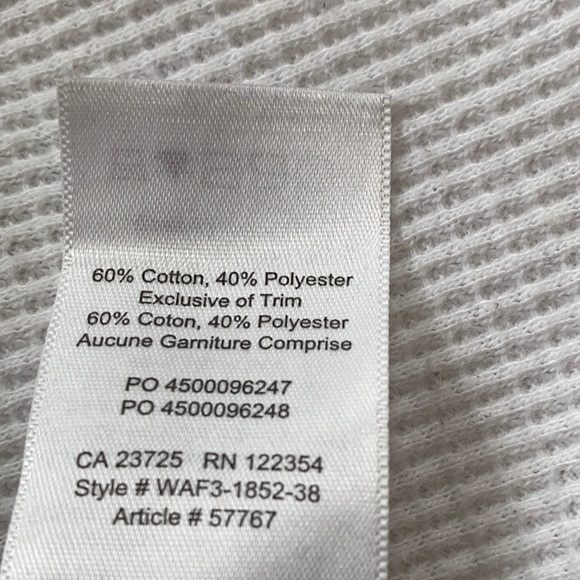 60% Cotton, 40% Polyester
Exclusive of Trim
60% Coton, 40% Polyester
Aucune Garniture Comprise
PO 4500096247
PO 4500096248
CA 23725 RN 122354
Style # WAF3-1852-38
Article # 57767